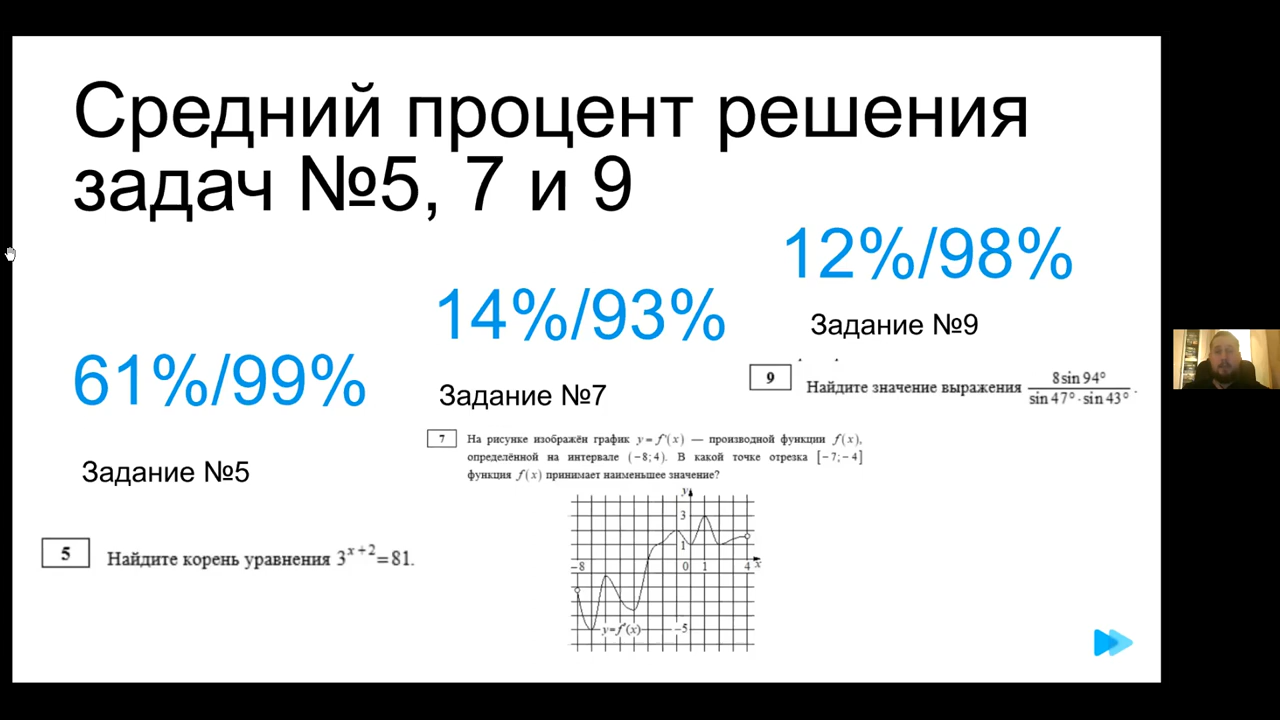 Средний процент решения
задач №5, 7 и 9
61%/99%
Задание №5
5 Найдите корень уравнения 3^{x+2}=81.
14%/93%
Задание №7
7 На рисунке изображён график y = f'(x) — производной функции f(x),
определённой на интервале (−8; 4). В какой точке отрезка [−7; −4]
функция f(x) принимает наименьшее значение?
y
3
1
−8 0 1 4 x
y=f'(x) −5
12%/98%
Задание №9
9 Найдите значение выражения 8sin 94° / sin 47° · sin 43° .